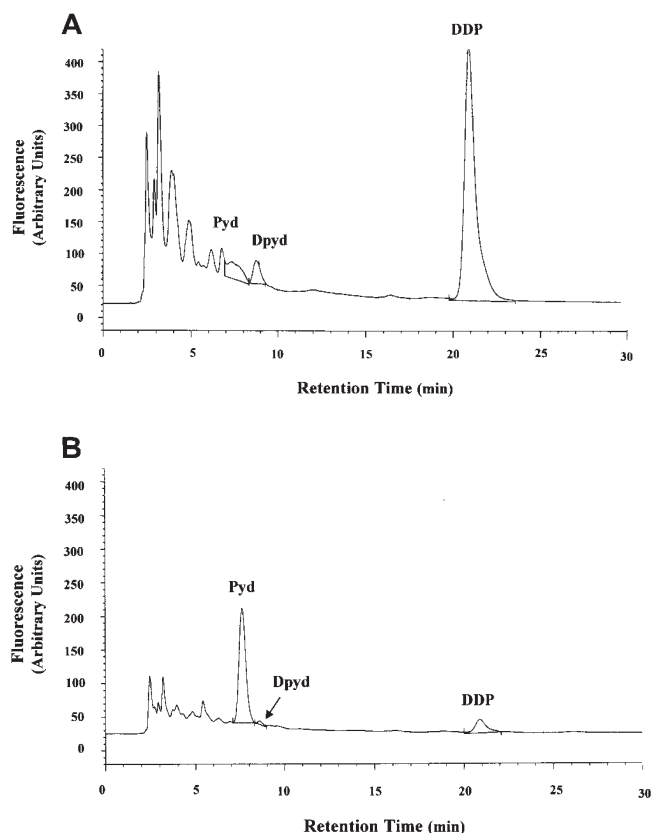 A
DDP
400
350
300
250
200
150
100
50
0
Fluorescence
(Arbitrary Units)
Pyd
Dpyd
0 5 10 15 20 25 30
Retention Time (min)
B
400
350
300
250
200
150
100
50
0
Fluorescence
(Arbitrary Units)
Pyd
Dpyd
DDP
0 5 10 15 20 25 30
Retention Time (min)